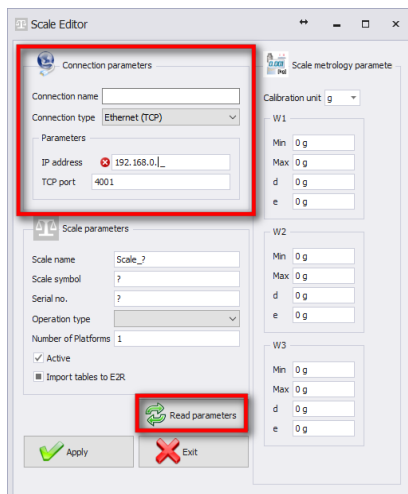 Scale Editor
Connection parameters
Connection name
Connection type Ethernet (TCP)
Parameters
IP address 192.168.0._
TCP port 4001
Scale parameters
Scale name Scale_?
Scale symbol ?
Serial no. ?
Operation type
Number of Platforms 1
Active
Import tables to E2R
Read parameters
Apply
Exit
Scale metrology paramete
Calibration unit g
W1
Min 0 g
Max 0 g
d 0 g
e 0 g
W2
Min 0 g
Max 0 g
d 0 g
e 0 g
W3
Min 0 g
Max 0 g
d 0 g
e 0 g